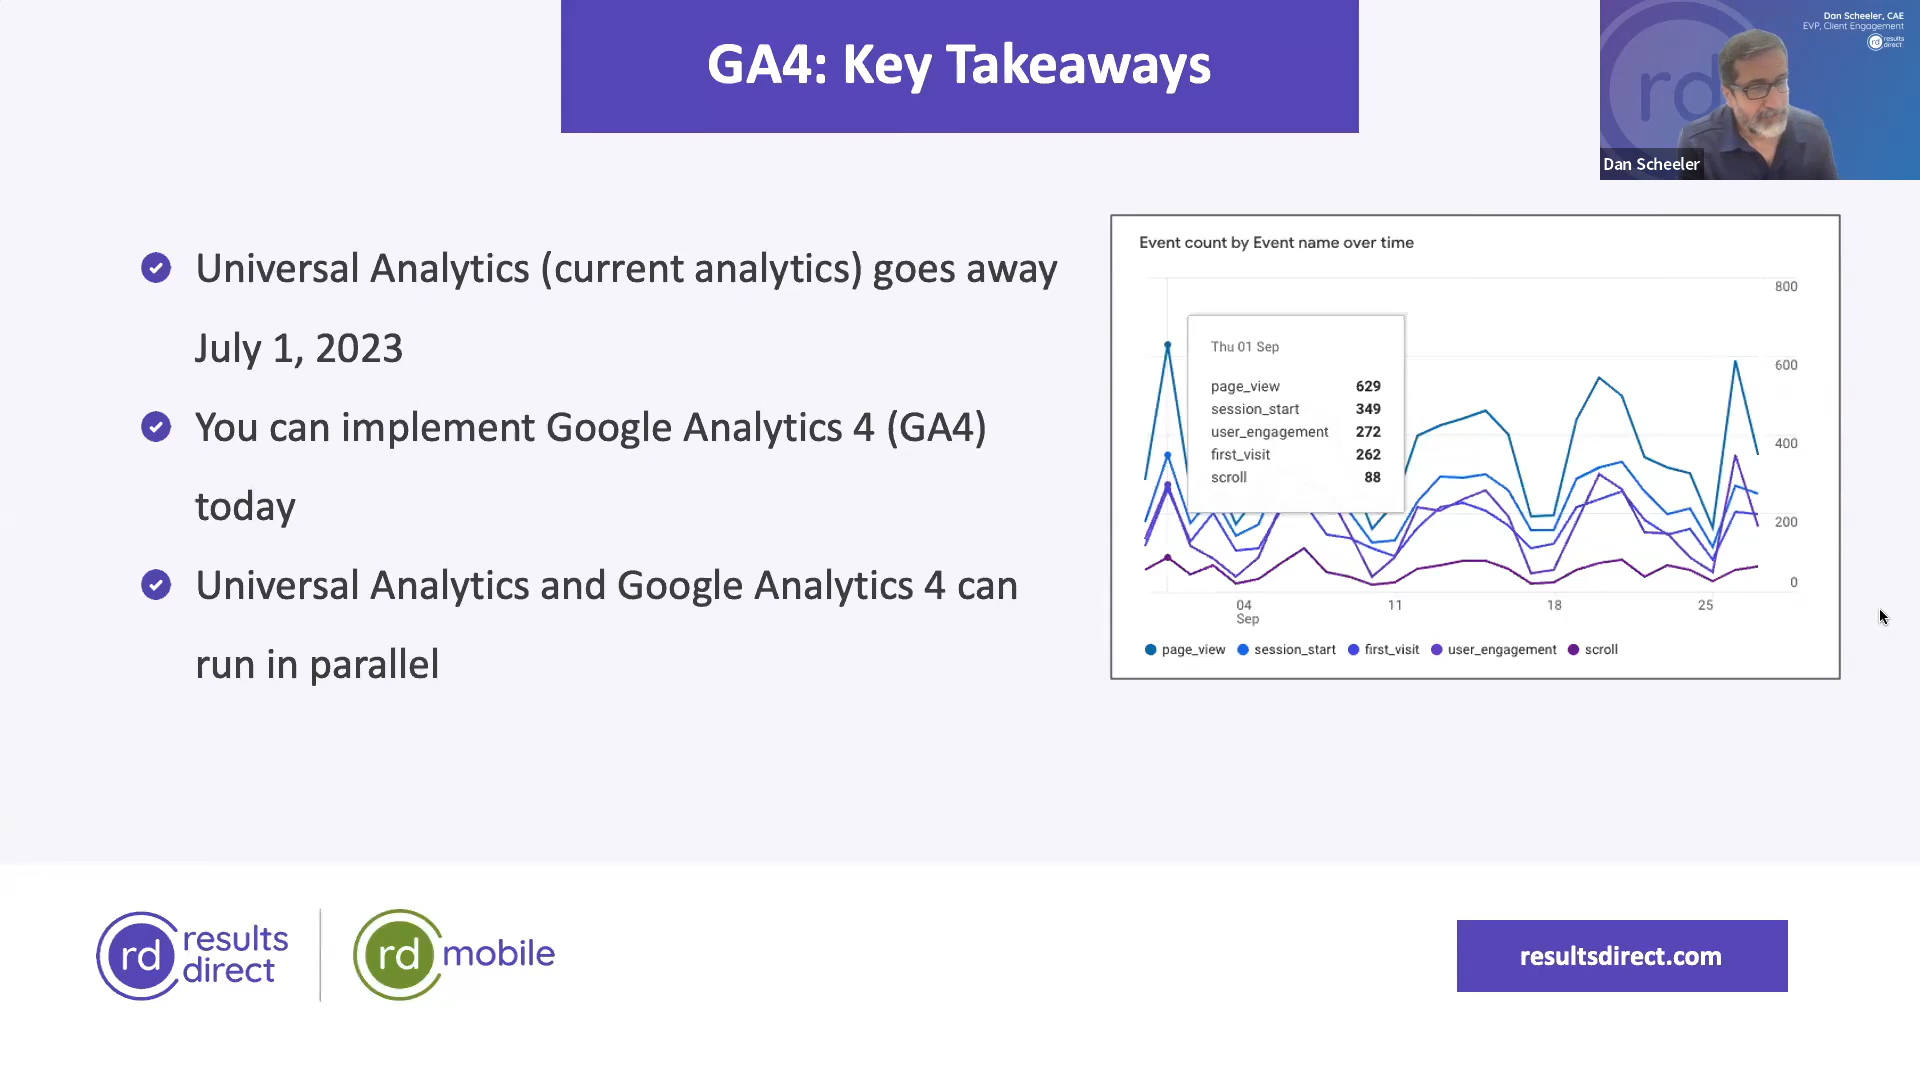 GA4: Key Takeaways
Dan Scheeler, CAE
EVP, Client Engagement
rd results
direct
rd
Dan Scheeler
Universal Analytics (current analytics) goes away
July 1, 2023
You can implement Google Analytics 4 (GA4)
today
Universal Analytics and Google Analytics 4 can
run in parallel
Event count by Event name over time
800
600
400
200
0
Thu 01 Sep
page_view 629
session_start 349
user_engagement 272
first_visit 262
scroll 88
04 11 18 25
Sep
page_view session_start first_visit user_engagement scroll
rd results
direct
rd mobile
resultsdirect.com